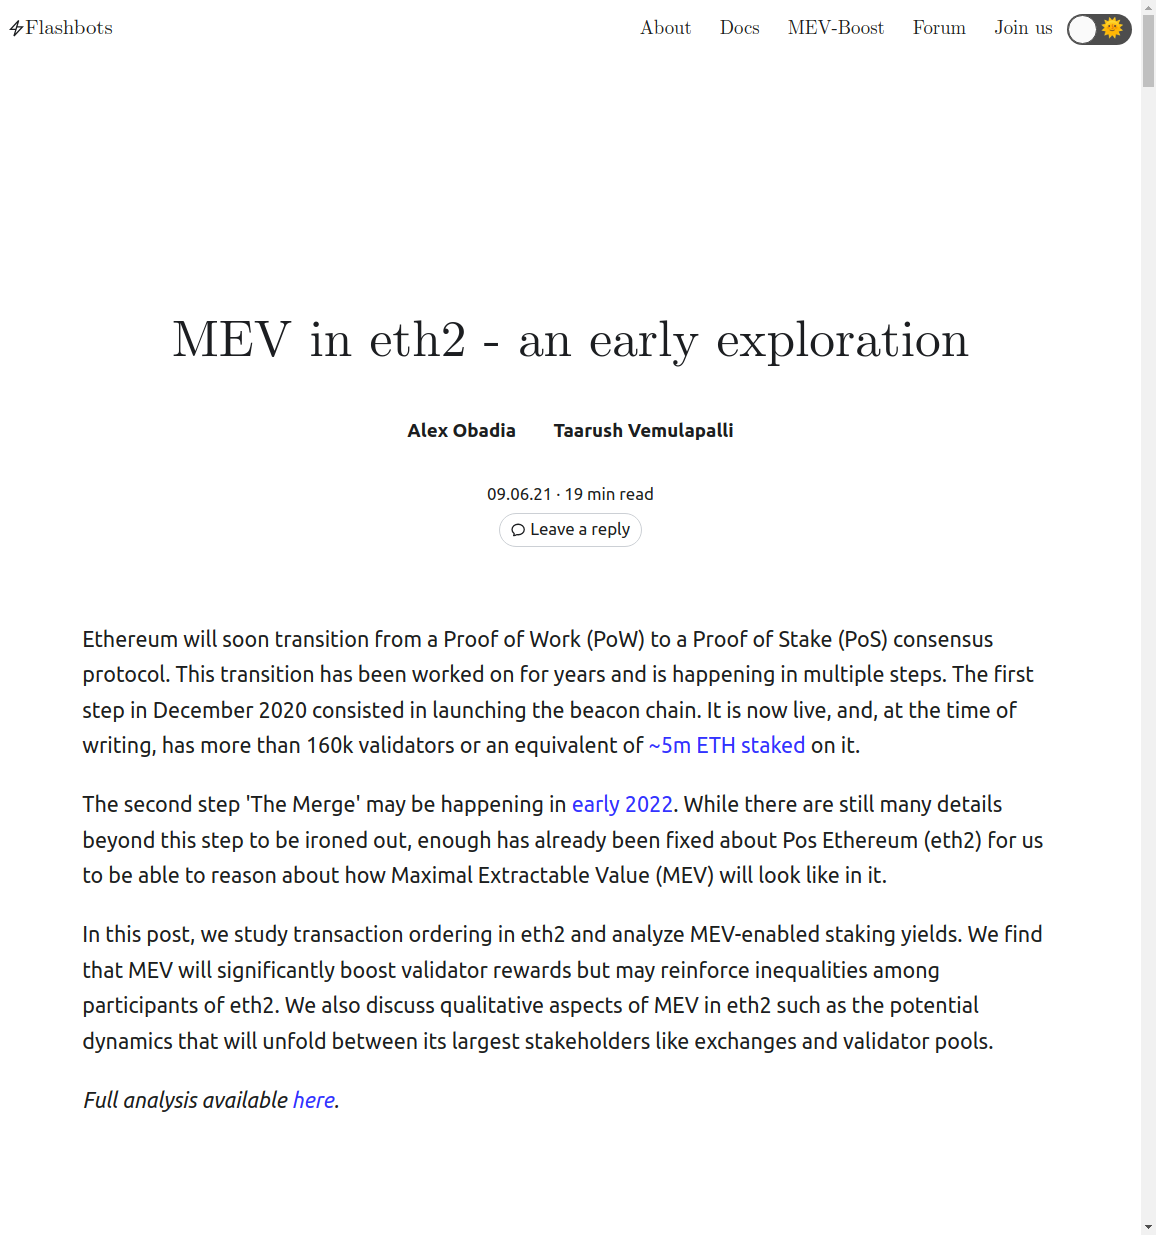 Flashbots
About Docs MEV-Boost Forum Join us
MEV in eth2 - an early exploration
Alex Obadia Taarush Vemulapalli
09.06.21 · 19 min read
Leave a reply
Ethereum will soon transition from a Proof of Work (PoW) to a Proof of Stake (PoS) consensus
protocol. This transition has been worked on for years and is happening in multiple steps. The first
step in December 2020 consisted in launching the beacon chain. It is now live, and, at the time of
writing, has more than 160k validators or an equivalent of ~5m ETH staked on it.
The second step 'The Merge' may be happening in early 2022. While there are still many details
beyond this step to be ironed out, enough has already been fixed about Pos Ethereum (eth2) for us
to be able to reason about how Maximal Extractable Value (MEV) will look like in it.
In this post, we study transaction ordering in eth2 and analyze MEV-enabled staking yields. We find
that MEV will significantly boost validator rewards but may reinforce inequalities among
participants of eth2. We also discuss qualitative aspects of MEV in eth2 such as the potential
dynamics that will unfold between its largest stakeholders like exchanges and validator pools.
Full analysis available here.